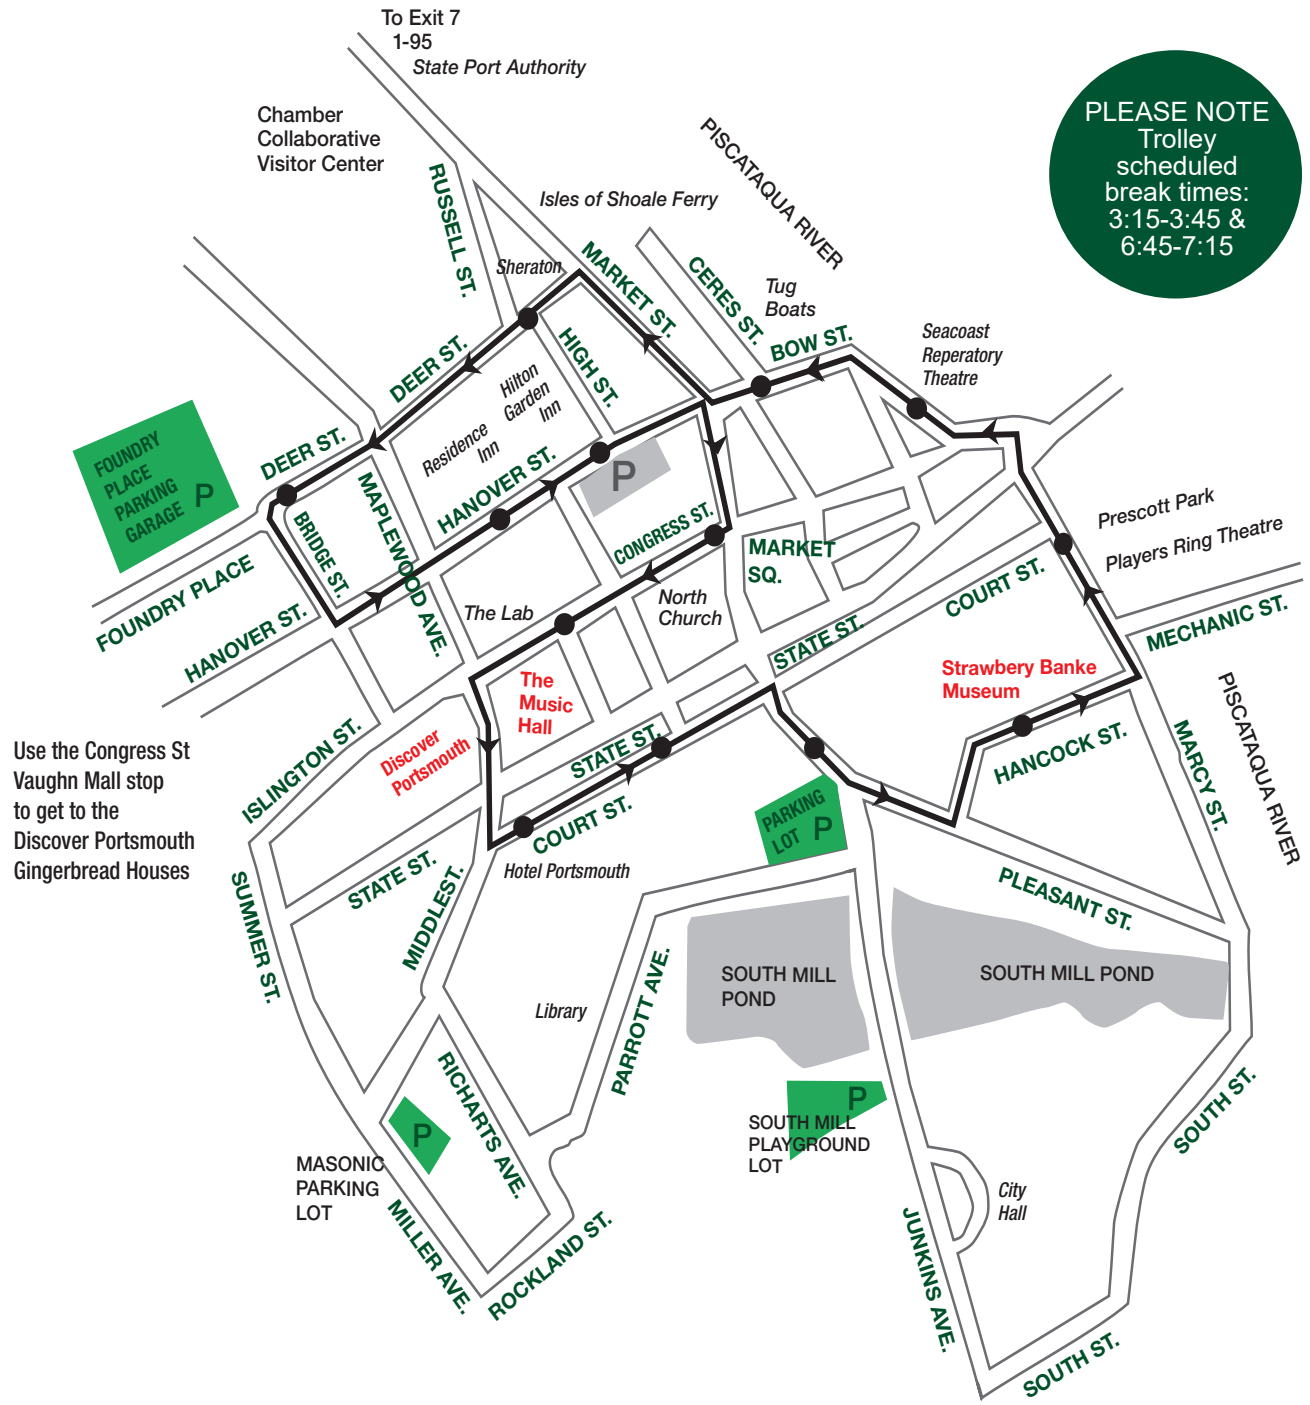 To Exit 7
1-95
State Port Authority
Chamber
Collaborative
Visitor Center
PLEASE NOTE
Trolley
scheduled
break times:
3:15-3:45 &
6:45-7:15
PISCATAQUA RIVER
RUSSELL ST.
Isles of Shoale Ferry
Sheraton
MARKET ST.
CERES ST.
Tug
Boats
BOW ST.
Seacoast
Reperatory
Theatre
DEER ST.
HIGH ST.
Hilton
Garden
Inn
Residence
Inn
FOUNDRY
PLACE
PARKING
GARAGE
P
DEER ST.
HANOVER ST.
P
MAPLEWOOD AVE.
BRIDGE ST.
CONGRESS ST.
MARKET
SQ.
Prescott Park
Players Ring Theatre
FOUNDRY PLACE
HANOVER ST.
The Lab
North
Church
COURT ST.
STATE ST.
MECHANIC ST.
Strawbery Banke
Museum
The
Music
Hall
Discover
Portsmouth
PISCATAQUA RIVER
ISLINGTON ST.
STATE ST.
HANCOCK ST.
MARCY ST.
Use the Congress St
Vaughn Mall stop
to get to the
Discover Portsmouth
Gingerbread Houses
COURT ST.
PARKING
LOT
P
Hotel Portsmouth
STATE ST.
SUMMER ST.
MIDDLEST.
PLEASANT ST.
PARROTT AVE.
SOUTH MILL
POND
SOUTH MILL POND
Library
RICHARTS AVE.
P
P
SOUTH MILL
PLAYGROUND
LOT
SOUTH ST.
MASONIC
PARKING
LOT
City
Hall
MILLER AVE.
ROCKLAND ST.
JUNKINS AVE.
SOUTH ST.